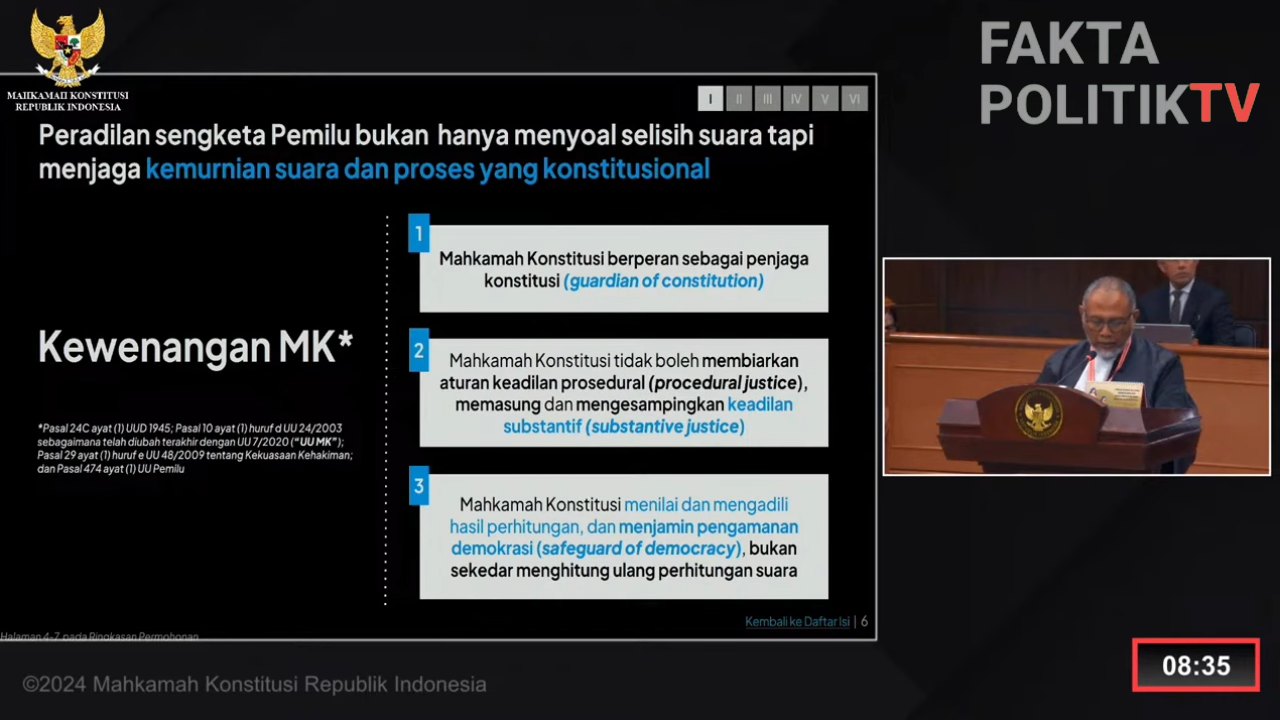 MAHKAMAH KONSTITUSI
REPUBLIK INDONESIA
FAKTA
POLITIKTV
I II III IV V VI
Peradilan sengketa Pemilu bukan hanya menyoal selisih suara tapi
menjaga kemurnian suara dan proses yang konstitusional
Kewenangan MK*
*Pasal 24C ayat (1) UUD 1945; Pasal 10 ayat (1) huruf d UU 24/2003
sebagaimana telah diubah terakhir dengan UU 7/2020 (“UU MK”);
Pasal 29 ayat (1) huruf e UU 48/2009 tentang Kekuasaan Kehakiman;
dan Pasal 474 ayat (1) UU Pemilu
1
Mahkamah Konstitusi berperan sebagai penjaga
konstitusi (guardian of constitution)
2
Mahkamah Konstitusi tidak boleh membiarkan
aturan keadilan prosedural (procedural justice),
memasung dan mengesampingkan keadilan
substantif (substantive justice)
3
Mahkamah Konstitusi menilai dan mengadili
hasil perhitungan, dan menjamin pengamanan
demokrasi (safeguard of democracy), bukan
sekedar menghitung ulang perhitungan suara
Kembali ke Daftar Isi | 6
Halaman 4-7 pada Ringkasan Permohonan
08:35
©2024 Mahkamah Konstitusi Republik Indonesia